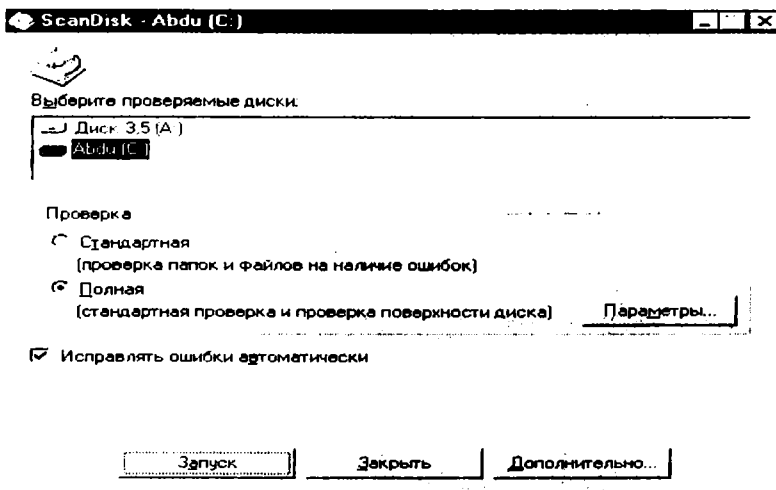 ScanDisk - Abdu (C:)
Выберите проверяемые диски:
Диск 3,5 (A:)
Abdu (C:)
Проверка
Стандартная
(проверка папок и файлов на наличие ошибок)
Полная
(стандартная проверка и проверка поверхности диска)
Параметры...
Исправлять ошибки автоматически
Запуск
Закрыть
Дополнительно...